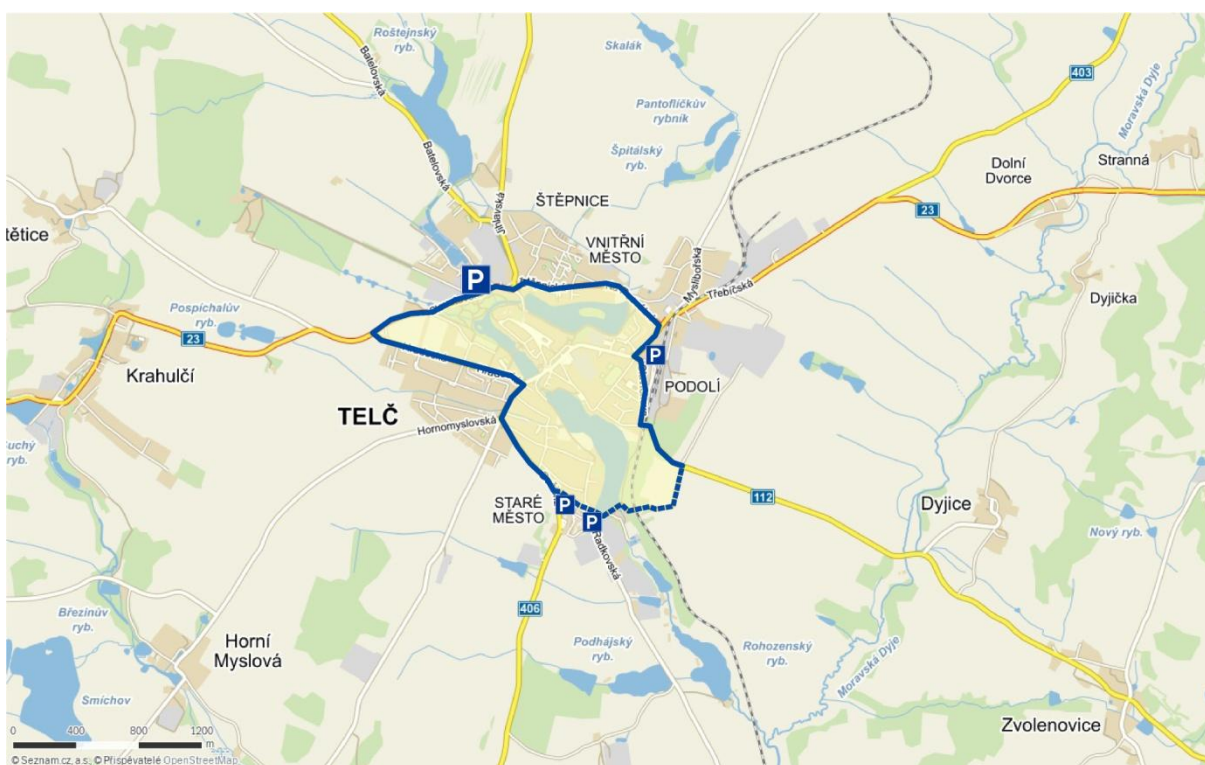 Roštejnský
ryb.
Skalák
403
Batelovská
Moravská Dyje
Pantoflíčkův
rybník
Špitálský
ryb.
Dolní
Dvorce
Stranná
Batelovská
Jihlavská
ŠTĚPNICE
23
tětice
VNITŘNÍ
MĚSTO
Myslibořská
P
Třebíčská
Dyjička
Pospíchalův
ryb.
23
P
Krahulčí
PODOLÍ
TELČ
Hornomyslovská
Suchý
ryb.
112
STARÉ
MĚSTO
P
P
Dyjice
Radkovská
Nový ryb.
406
Březinův
ryb.
Horní
Myslová
Podhájský
ryb.
Rohozenský
ryb.
Moravská Dyje
Smíchov
Zvolenovice
0 400 800 1200
m
© Seznam.cz, a.s., © Přispěvatelé OpenStreetMap